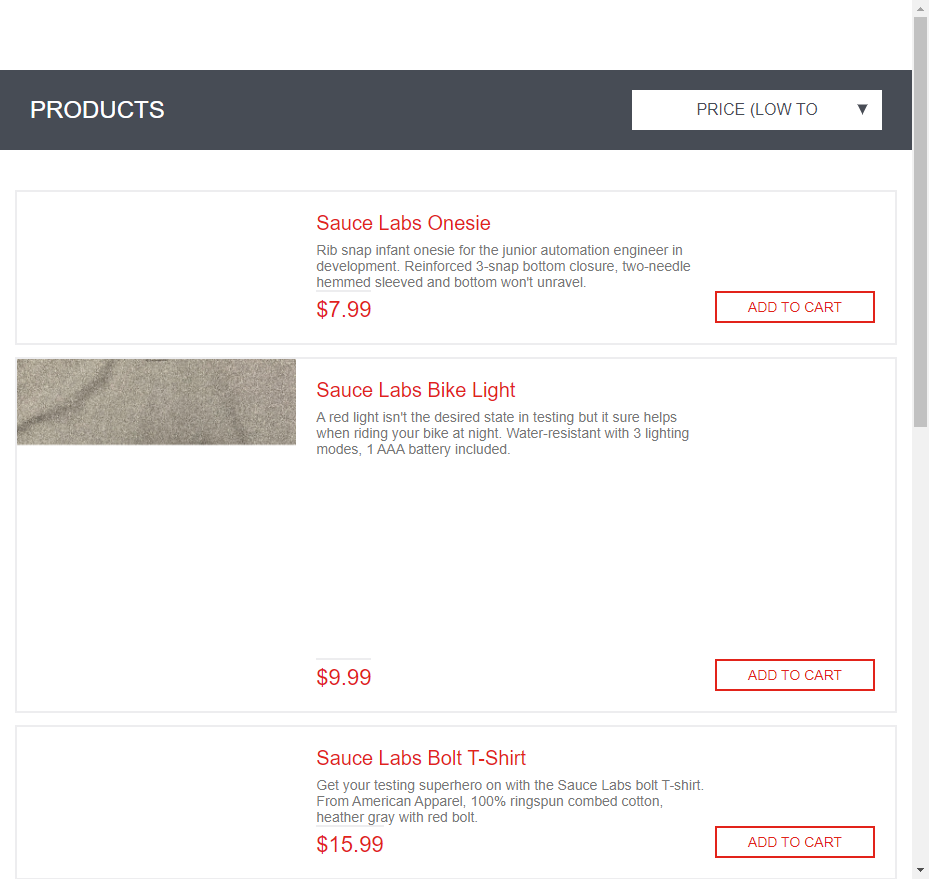 PRODUCTS
PRICE (LOW TO
Sauce Labs Onesie
Rib snap infant onesie for the junior automation engineer in
development. Reinforced 3-snap bottom closure, two-needle
hemmed sleeved and bottom won't unravel.
$7.99
ADD TO CART
Sauce Labs Bike Light
A red light isn't the desired state in testing but it sure helps
when riding your bike at night. Water-resistant with 3 lighting
modes, 1 AAA battery included.
$9.99
ADD TO CART
Sauce Labs Bolt T-Shirt
Get your testing superhero on with the Sauce Labs bolt T-shirt.
From American Apparel, 100% ringspun combed cotton,
heather gray with red bolt.
$15.99
ADD TO CART